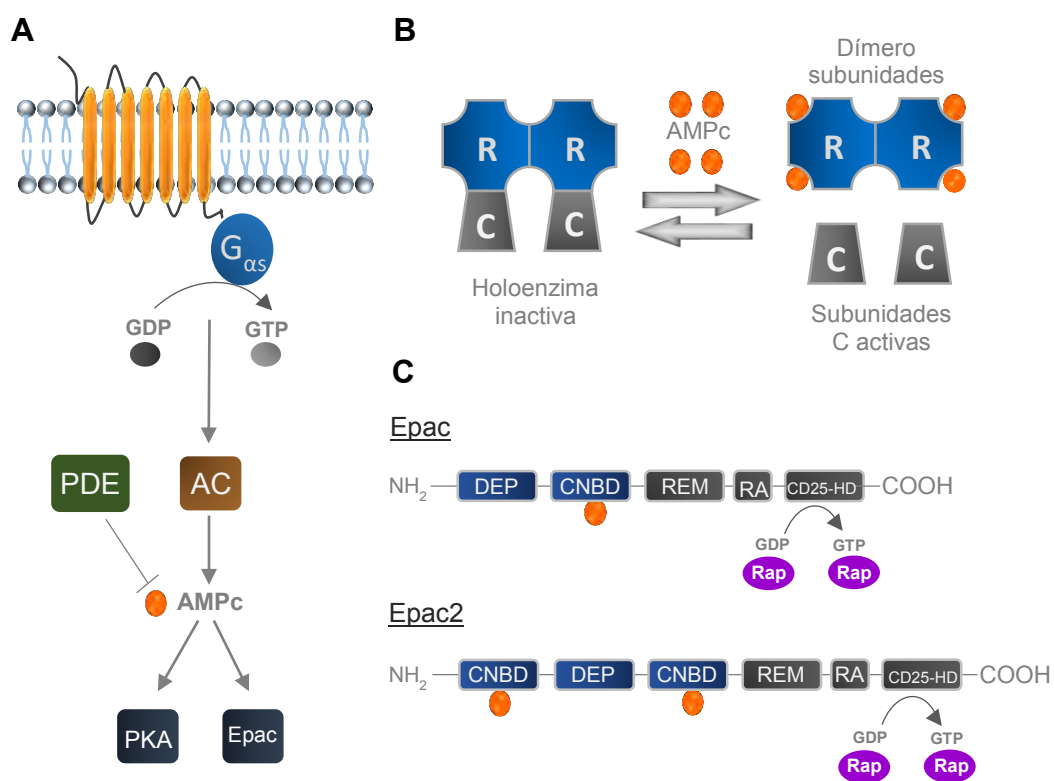 A
G αs
GDP
GTP
PDE
AC
AMPc
PKA
Epac
B
R
R
C
C
Holoenzima
inactiva
AMPc
Dímero
subunidades
R
R
C
C
Subunidades
C activas
C
Epac
NH2
DEP
CNBD
REM
RA
CD25-HD
COOH
GDP
GTP
Rap
Rap
Epac2
NH2
CNBD
DEP
CNBD
REM
RA
CD25-HD
COOH
GDP
GTP
Rap
Rap